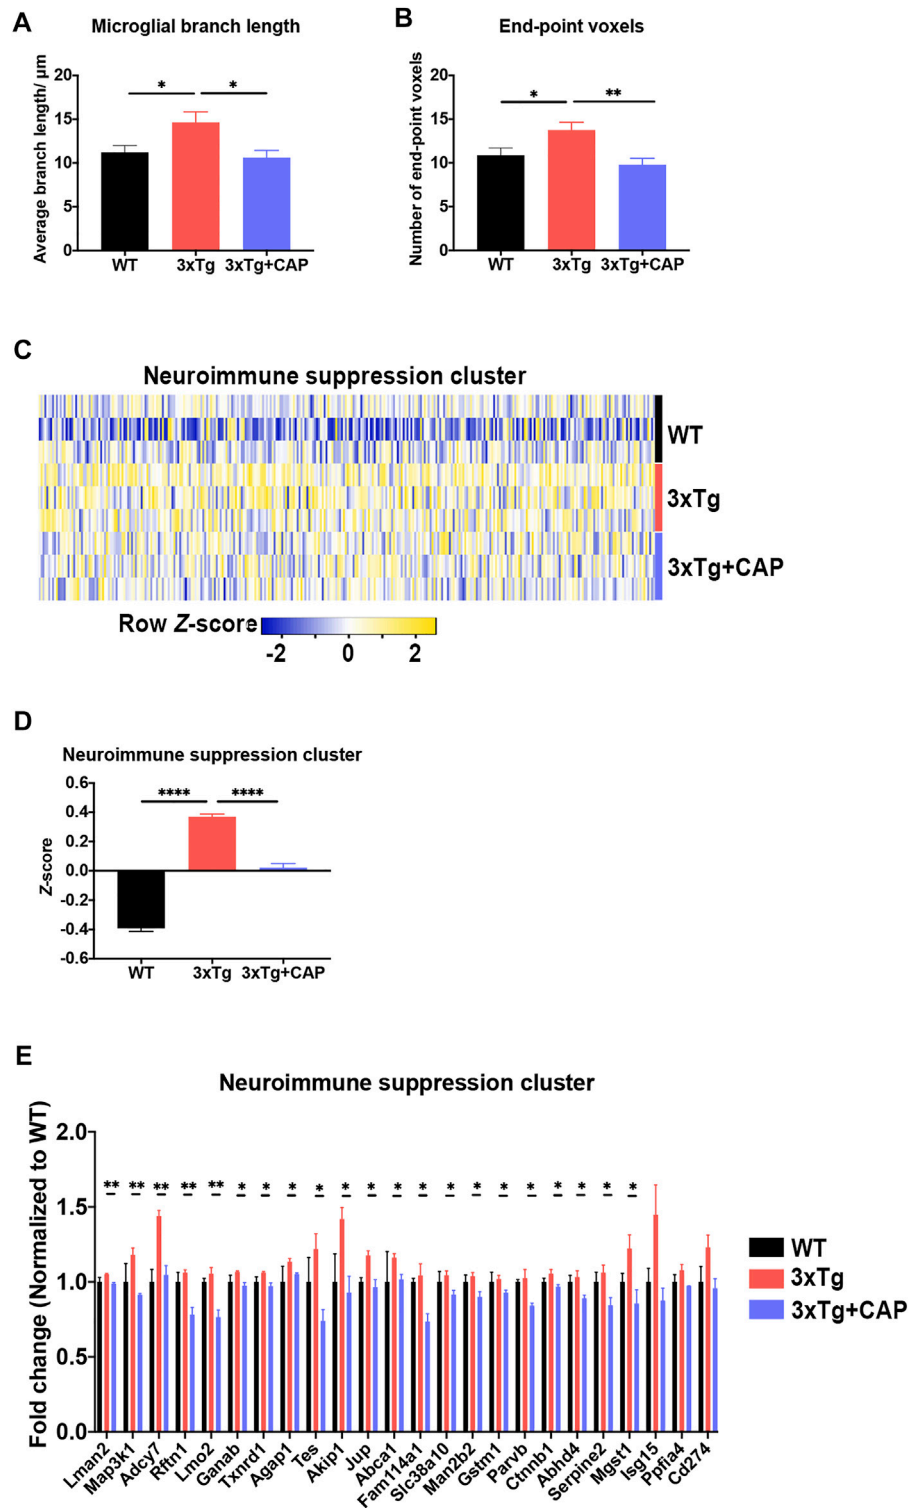 A
Microglial branch length
Average branch length/ μm
20
15
10
5
0
*
*
WT
3xTg
3xTg+CAP
B
End-point voxels
Number of end-point voxels
20
15
10
5
0
*
**
WT
3xTg
3xTg+CAP
C
Neuroimmune suppression cluster
WT
3xTg
3xTg+CAP
Row Z-score
-2
0
2
D
Neuroimmune suppression cluster
Z-score
0.6
0.4
0.2
0.0
-0.2
-0.4
-0.6
****
****
WT
3xTg
3xTg+CAP
E
Neuroimmune suppression cluster
Fold change (Normalized to WT)
2.0
1.5
1.0
0.5
0.0
** ** ** ** ** * * * * * * * * * * * * * * * *
Lman2
Map3k1
Adcy7
Rftn1
Lmo2
Ganab
Txnrd1
Agap1
Tes
Akip1
Jup
Abca1
Fam114a1
Slc38a10
Man2b2
Gstm1
Parvb
Ctnnb1
Abhd4
Serpine2
Mgst1
Isg15
Ppfia4
Cd274
WT
3xTg
3xTg+CAP